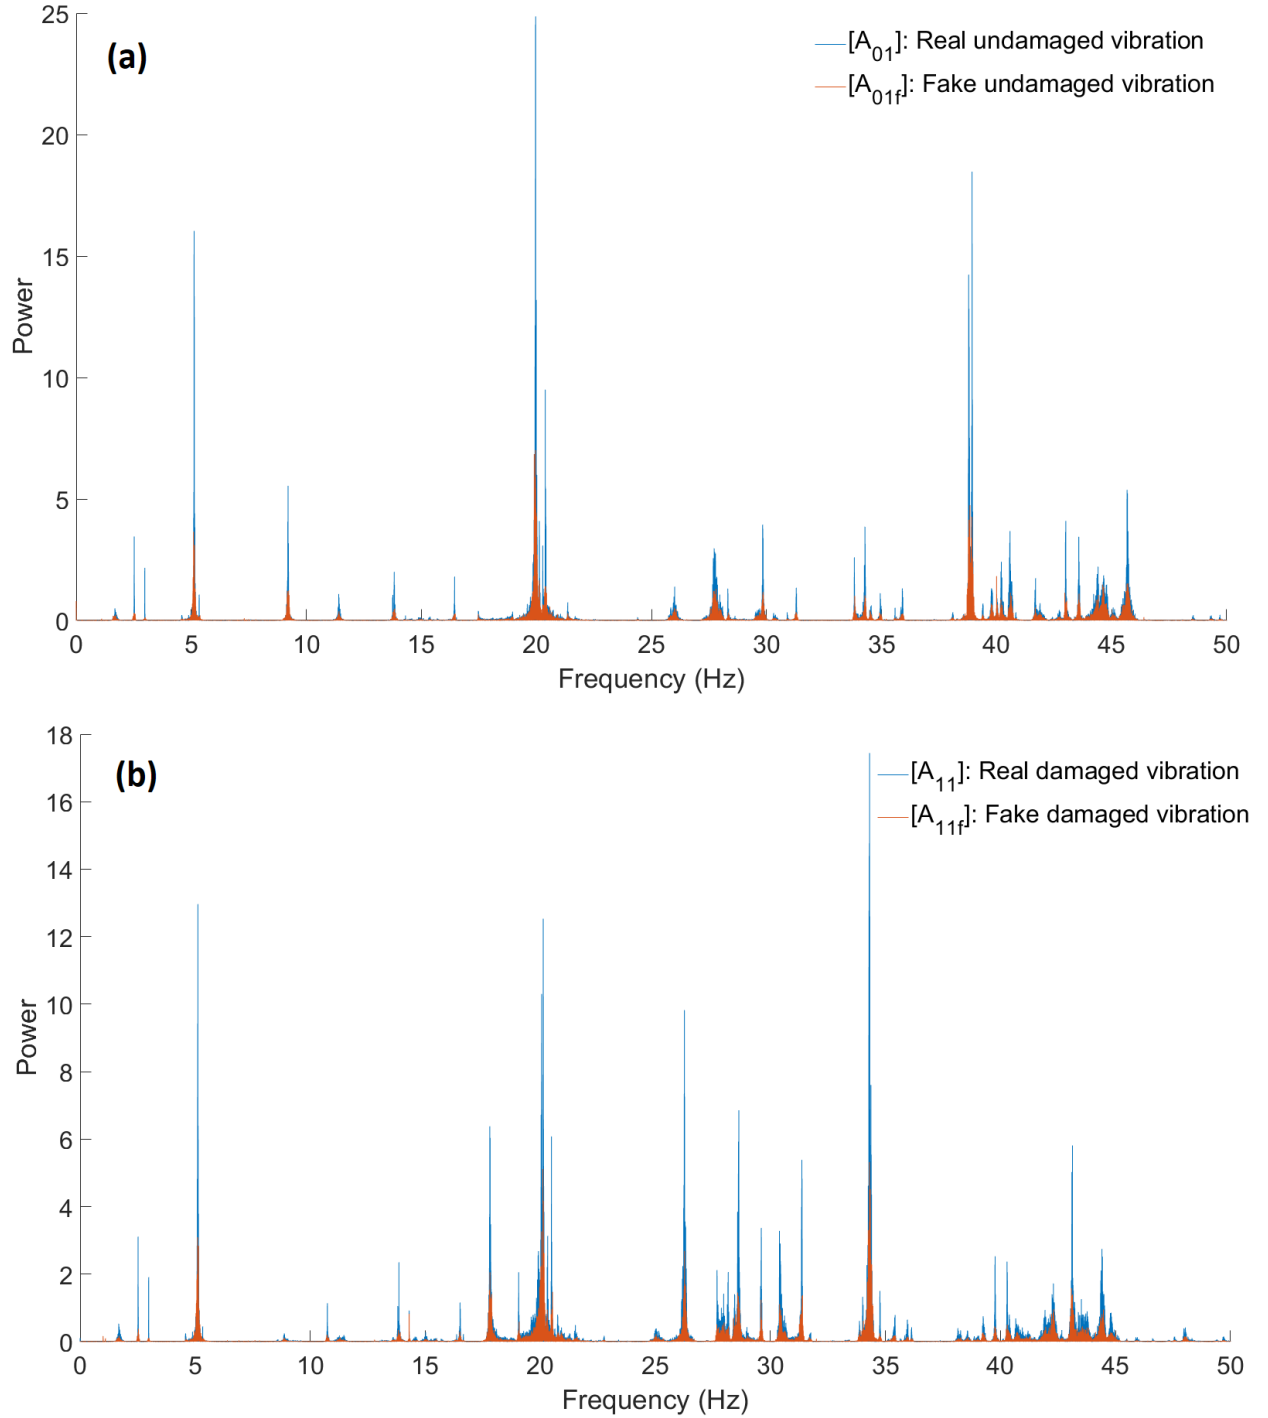 (a)
[A01]: Real undamaged vibration
[A01f]: Fake undamaged vibration
25
20
15
10
5
0
Power
0 5 10 15 20 25 30 35 40 45 50
Frequency (Hz)
(b)
[A11]: Real damaged vibration
[A11f]: Fake damaged vibration
18
16
14
12
10
8
6
4
2
0
Power
0 5 10 15 20 25 30 35 40 45 50
Frequency (Hz)